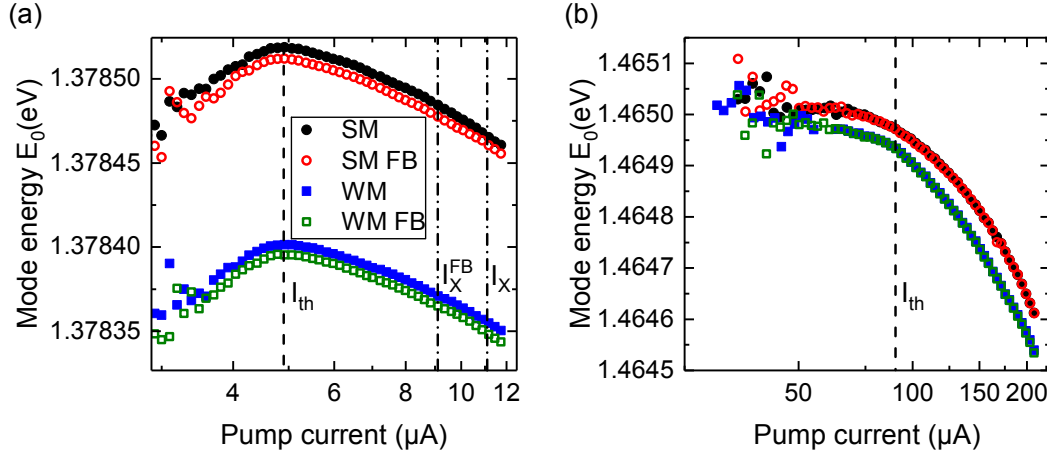 (a)
Mode energy E₀(eV)
1.37850
1.37845
1.37840
1.37835
SM
SM FB
WM
WM FB
I_th
I_X^FB
I_X
4
6
8
10
12
Pump current (µA)
(b)
Mode energy E₀(eV)
1.4651
1.4650
1.4649
1.4648
1.4647
1.4646
1.4645
I_th
50
100
150
200
Pump current (µA)